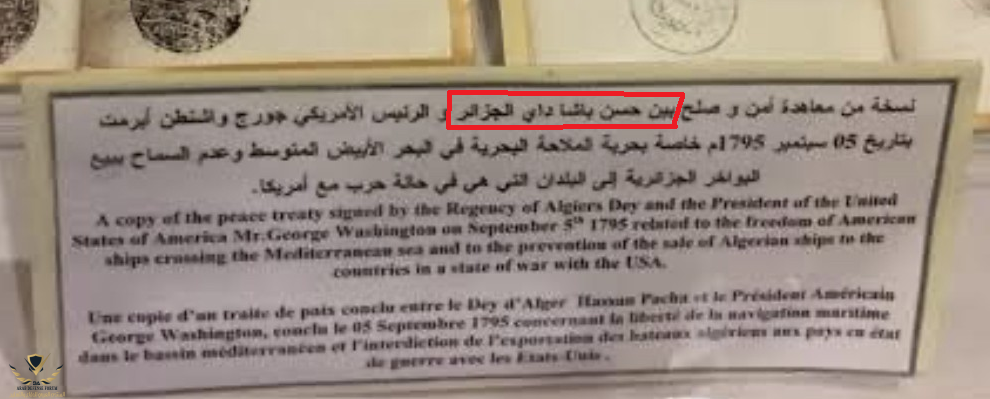 نسخة من معاهدة أمن و صلح بين حسن باشا داي الجزائر و الرئيس الأمريكي جورج واشنطن أبرمت
بتاريخ 05 سبتمبر 1795م خاصة بحرية الملاحة البحرية في البحر الأبيض المتوسط وعدم السماح ببيع
البواخر الجزائرية إلى البلدان التي هي في حالة حرب مع أمريكا.
A copy of the peace treaty signed by the Regency of Algiers Dey and the President of the United
States of America Mr.George Washington on September 5th 1795 related to the freedom of American
ships crossing the Mediterranean sea and to the prevention of the sale of Algerian ships to the
countries in a state of war with the USA.
Une copie d'un traite de paix conclu entre le Dey d'Alger Hassan Pacha et le Président Américain
George Washington, conclu le 05 Septembre 1795 concernant la liberté de la navigation maritime
dans le bassin méditerranéen et l'interdiction de l'exportation des bateaux algériens aux pays en état
de guerre avec les Etats-Unis.